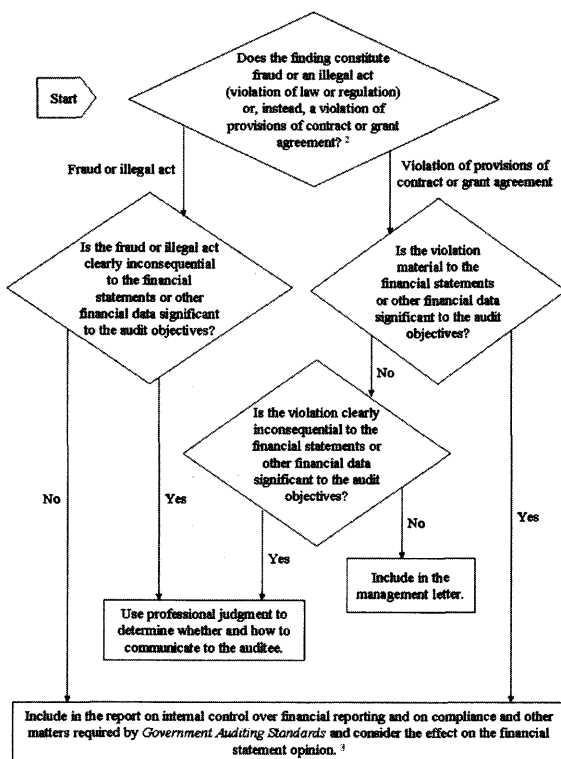 Does the finding constitute
fraud or an illegal act
(violation of law or regulation)
or, instead, a violation of
provisions of contract or grant
agreement? 2
Start
Fraud or illegal act
Violation of provisions of
contract or grant agreement
Is the fraud or illegal act
clearly inconsequential
to the financial
statements or other
financial data significant
to the audit objectives?
Is the violation
material to the
financial statements
or other financial data
significant to the audit
objectives?
No
Is the violation clearly
inconsequential to the
financial statements or
other financial data
significant to the audit
objectives?
No
Yes
Yes
No
Yes
Use professional judgment to
determine whether and how to
communicate to the auditee.
Include in the
management letter.
Include in the report on internal control over financial reporting and on compliance and other
matters required by Government Auditing Standards and consider the effect on the financial
statement opinion. 3